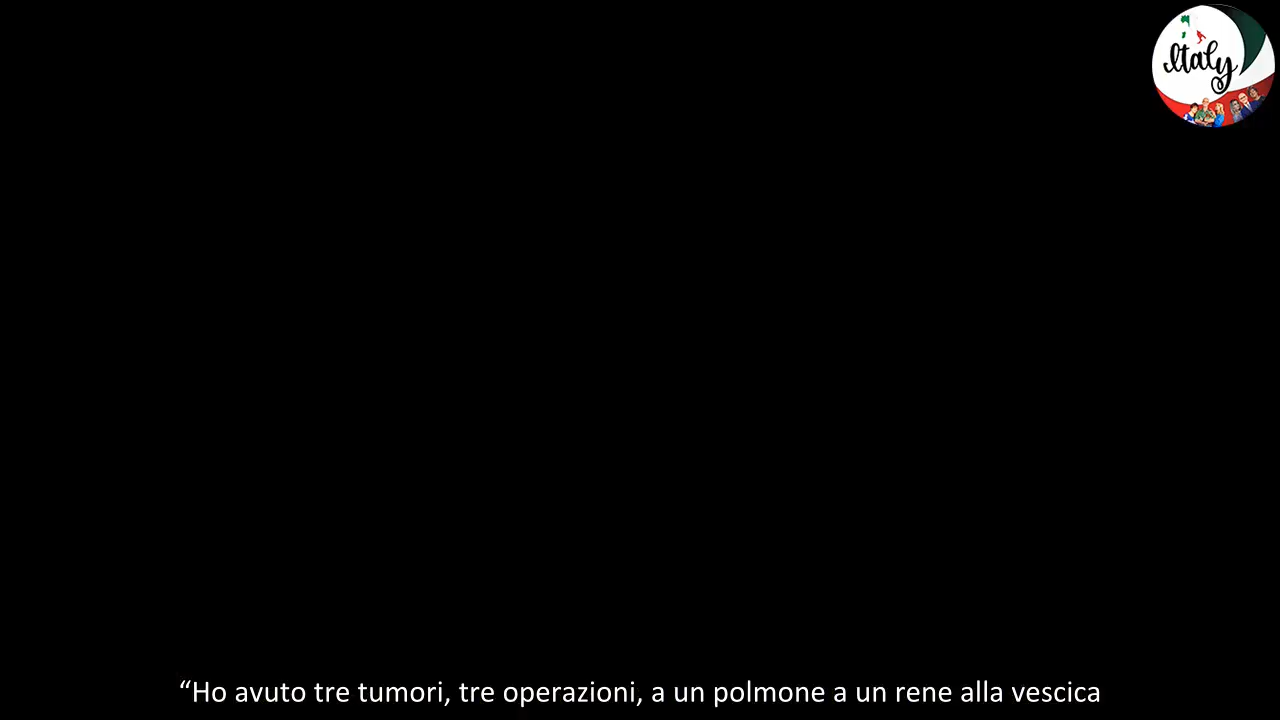 Italy
“Ho avuto tre tumori, tre operazioni, a un polmone a un rene alla vescica